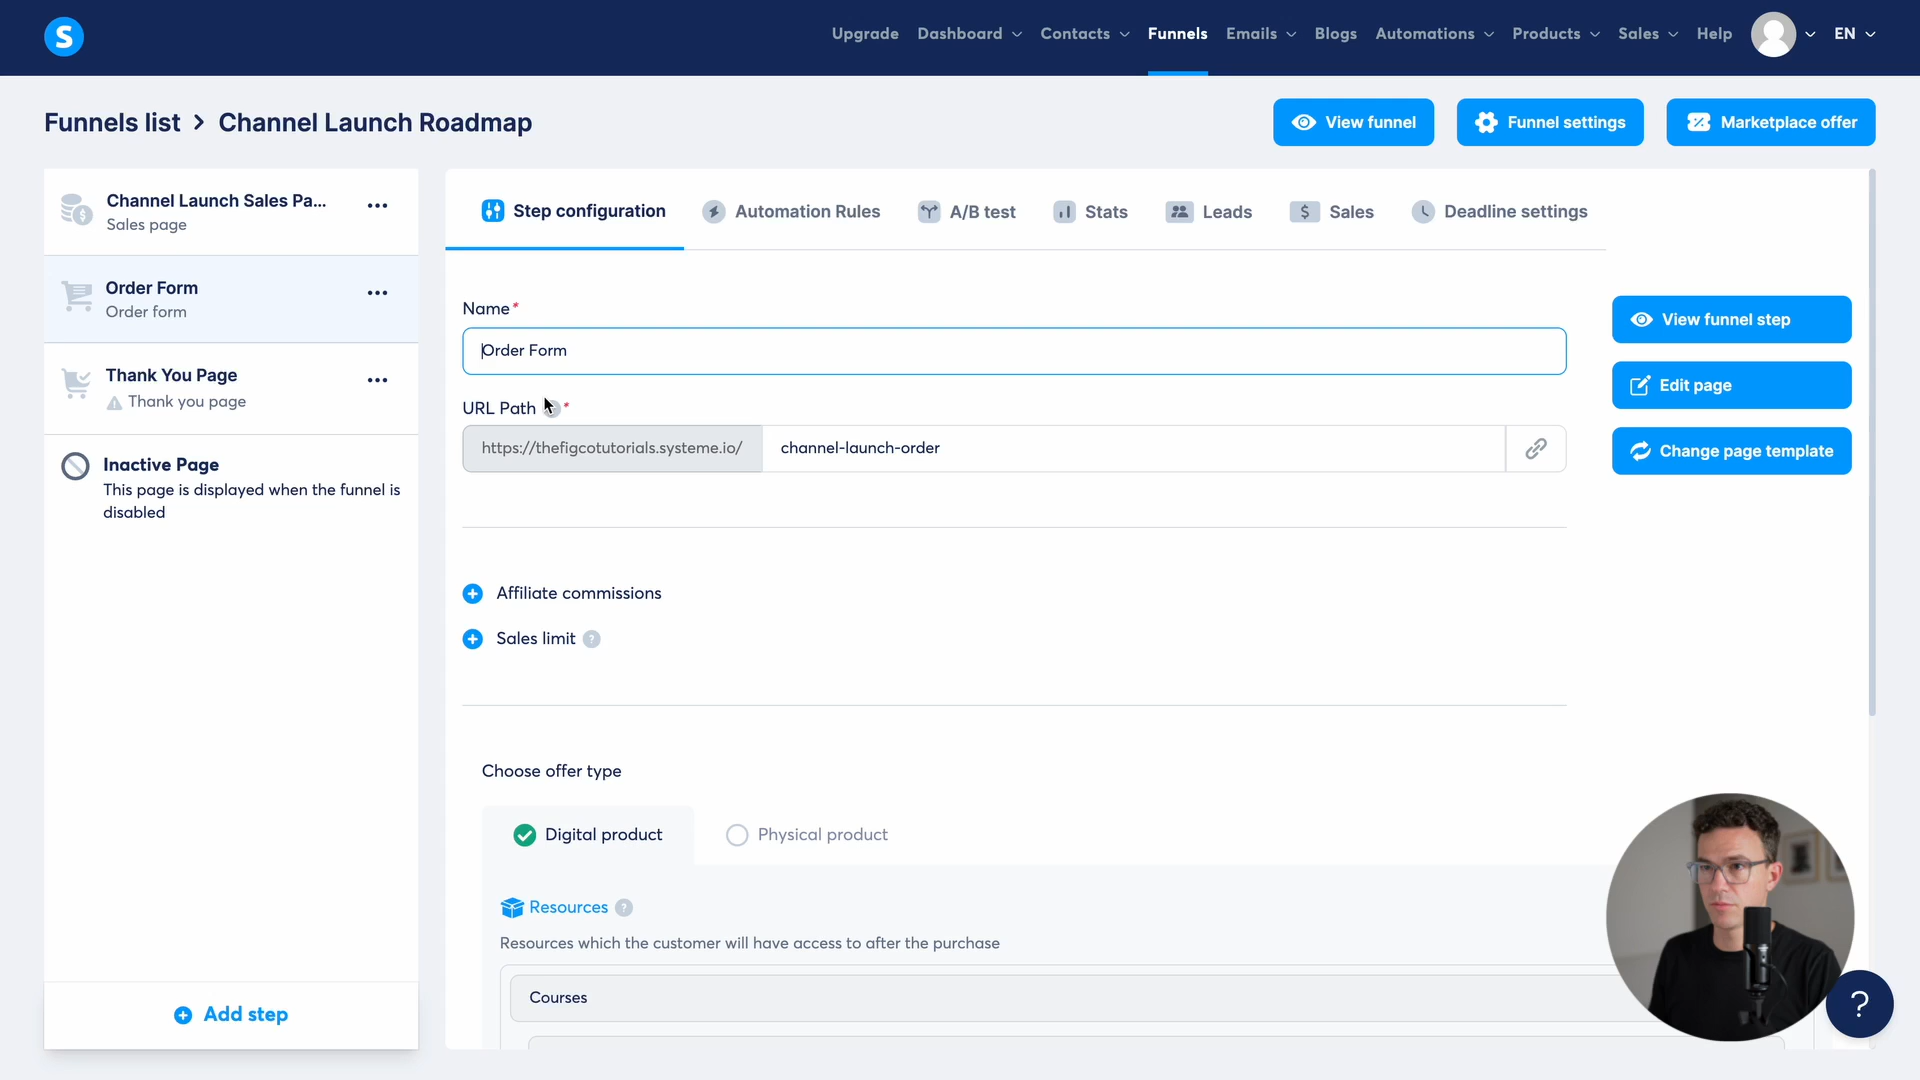 S
Upgrade Dashboard Contacts Funnels Emails Blogs Automations Products Sales Help EN
Funnels list > Channel Launch Roadmap
View funnel
Funnel settings
Marketplace offer
Channel Launch Sales Pa...
Sales page
Order Form
Order form
Thank You Page
Thank you page
Inactive Page
This page is displayed when the funnel is
disabled
Add step
Step configuration
Automation Rules
A/B test
Stats
Leads
$ Sales
Deadline settings
Name*
Order Form
URL Path *
https://thefigcotutorials.systeme.io/ channel-launch-order
View funnel step
Edit page
Change page template
Affiliate commissions
Sales limit ?
Choose offer type
Digital product
Physical product
Resources ?
Resources which the customer will have access to after the purchase
Courses
?